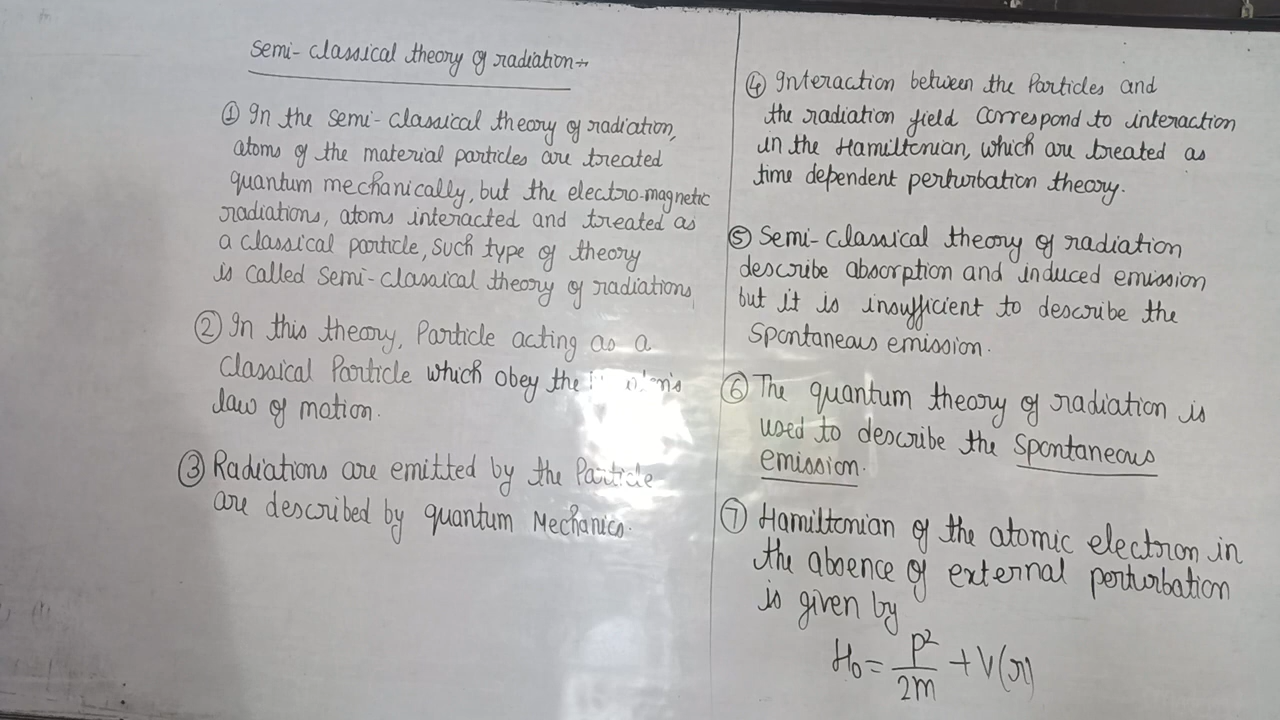 Semi-classical theory of radiation→
① In the semi-classical theory of radiation,
atoms of the material particles are treated
quantum mechanically, but the electro-magnetic
radiations, atoms interacted and treated as
a classical particle, such type of theory
is called semi-classical theory of radiations,
② In this theory, Particle acting as a
Classical Particle which obey the
law of motion.
③ Radiations are emitted by the Particle
are described by quantum Mechanics.
④ Interaction between the Particles and
the radiation field correspond to interaction
in the Hamiltonian, which are treated as
time dependent perturbation theory.
⑤ Semi-classical theory of radiation
describe absorption and induced emission
but it is insufficient to describe the
spontaneous emission.
⑥ The quantum theory of radiation is
used to describe the spontaneous
emission.
⑦ Hamiltonian of the atomic electron in
the absence of external perturbation
is given by
H₀ = P²/2m + V(r)